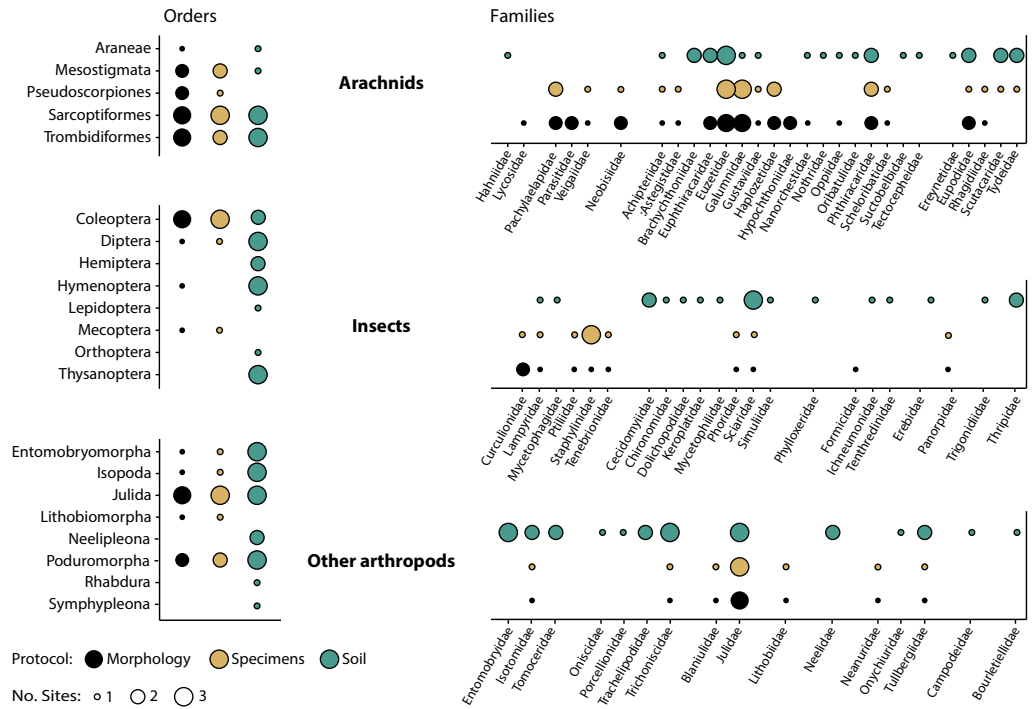 Orders
Families
Araneae
Mesostigmata
Pseudoscorpiones
Sarcoptiformes
Trombidiformes
Arachnids
Hahniidae
Lycosidae
Pachylaelapidae
Parasitidae
Veigaiidae
Neobisiidae
Achipteriidae
:Astegistidae
Brachychthoniidae
Euphthiracaridae
Euzetidae
Galumnidae
Gustaviidae
Haplozetidae
Hypochthoniidae
Nanorchestidae
Nothridae
Oppiidae
Oribatulidae
Phthiracaridae
Scheloribatidae
Suctobelbidae
Tectocepheidae
Ereynetidae
Eupodidae
Rhagidiidae
Scutacaridae
Tydeidae
Coleoptera
Diptera
Hemiptera
Hymenoptera
Lepidoptera
Mecoptera
Orthoptera
Thysanoptera
Insects
Curculionidae
Lampyridae
Mycetophagidae
Ptiliidae
Staphylinidae
Tenebrionidae
Cecidomyiidae
Chironomidae
Dolichopodidae
Keroplatidae
Mycetophilidae
Phoridae
Sciaridae
Simuliidae
Phylloxeridae
Formicidae
Ichneumonidae
Tenthredinidae
Erebidae
Panorpidae
Trigonidiidae
Thripidae
Entomobryomorpha
Isopoda
Julida
Lithobiomorpha
Neelipleona
Poduromorpha
Rhabdura
Symphypleona
Other arthropods
Entomobryidae
Isotomidae
Tomoceridae
Oniscidae
Porcellionidae
Trachelipodidae
Trichoniscidae
Blaniulidae
Julidae
Lithobiidae
Neelidae
Neanuridae
Onychiuridae
Tullbergiidae
Campodeidae
Bourletiellidae
Protocol: Morphology Specimens Soil
No. Sites: 1 2 3